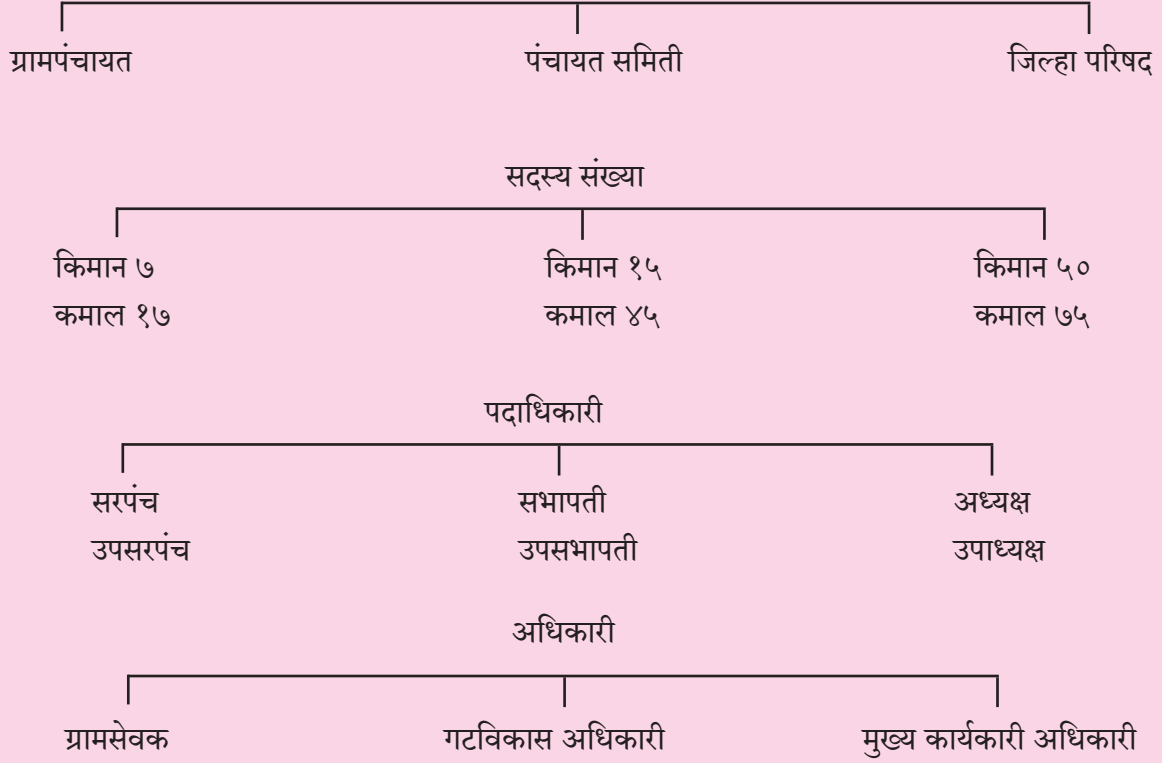 ग्रामपंचायत पंचायत समिती जिल्हा परिषद
सदस्य संख्या
किमान ७ किमान १५ किमान ५०
कमाल १७ कमाल ४५ कमाल ७५
पदाधिकारी
सरपंच सभापती अध्यक्ष
उपसरपंच उपसभापती उपाध्यक्ष
अधिकारी
ग्रामसेवक गटविकास अधिकारी मुख्य कार्यकारी अधिकारी